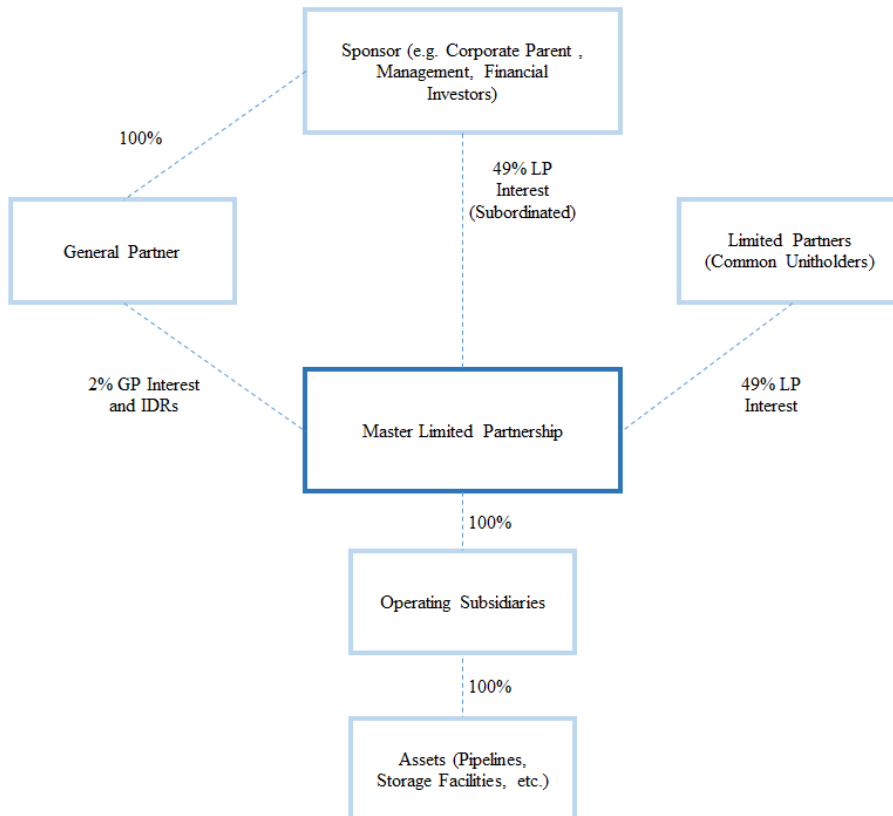 Sponsor (e.g. Corporate Parent ,
Management, Financial
Investors)
100%
49% LP
Interest
(Subordinated)
General Partner
Limited Partners
(Common Unitholders)
2% GP Interest
and IDRs
49% LP
Interest
Master Limited Partnership
100%
Operating Subsidiaries
100%
Assets (Pipelines,
Storage Facilities, etc.)